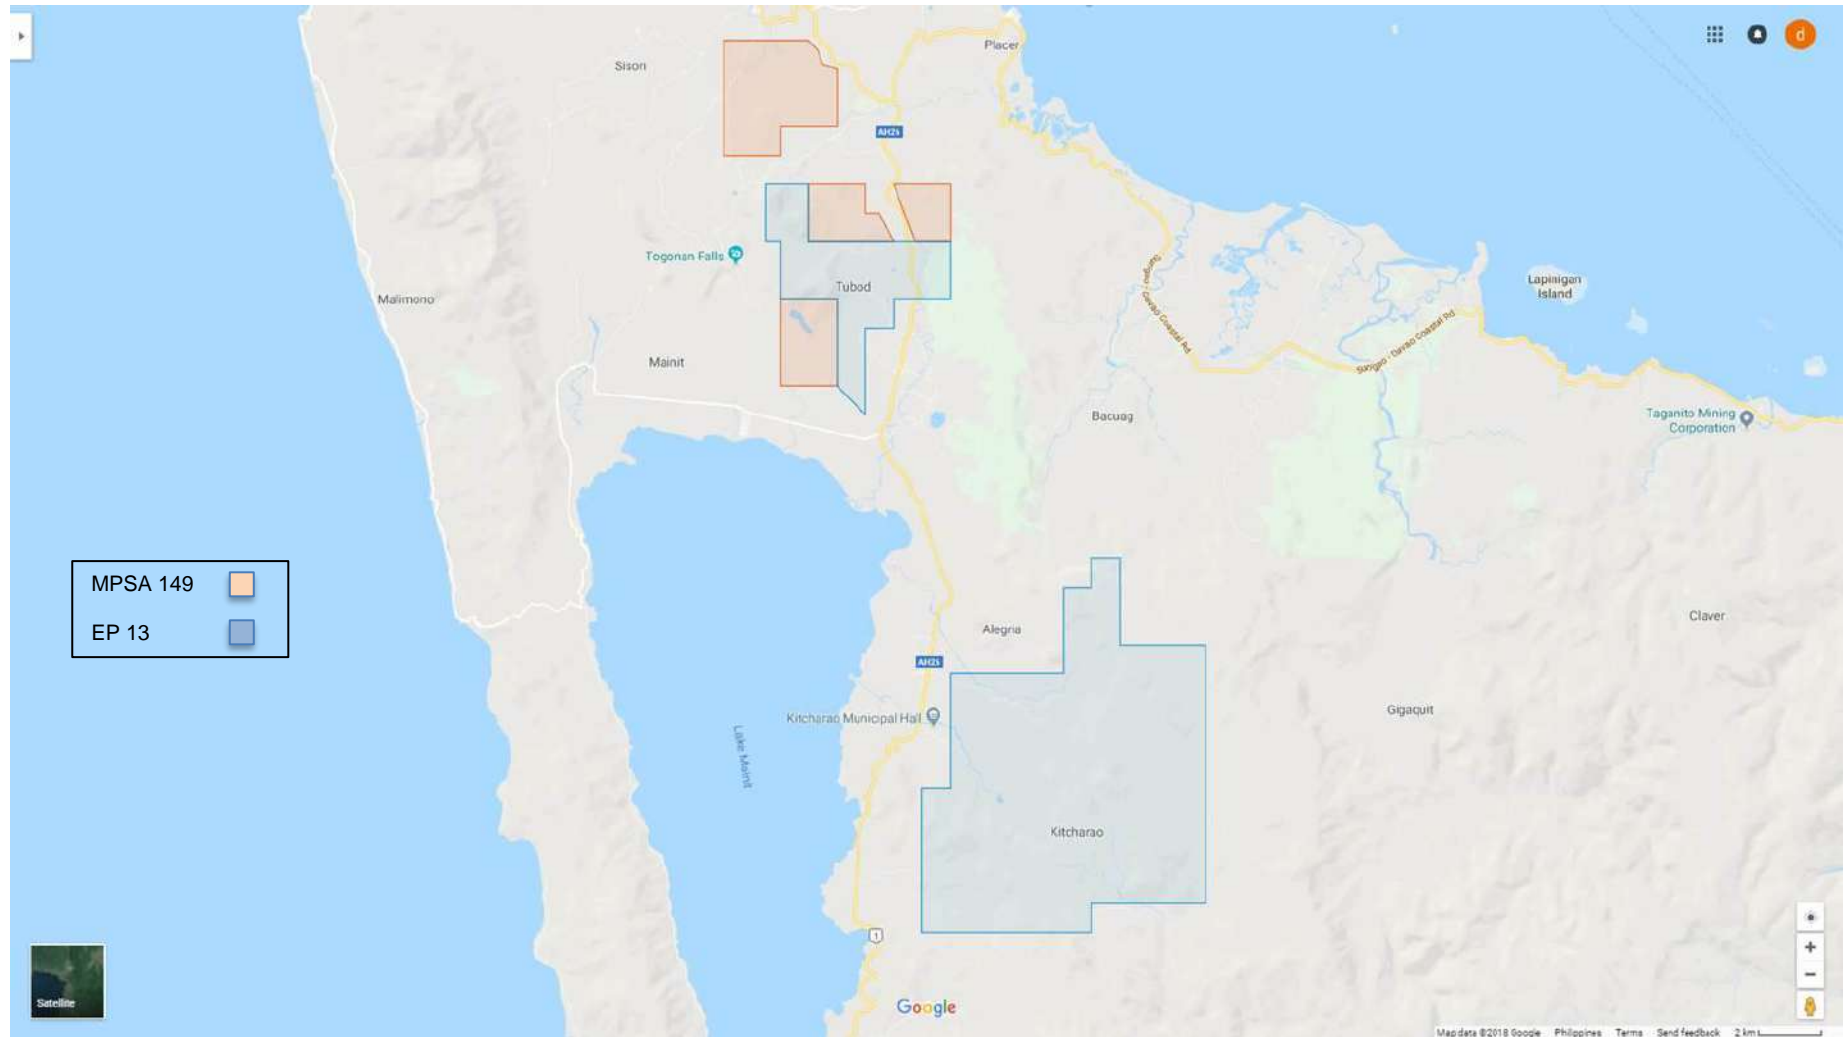 Placer
d
Sison
AH26
Togonan Falls
Tubod
Malimono
Lapinigan
Island
Surigao - Davao Coastal Rd
Surigao - Davao Coastal Rd
Mainit
Bacuag
Taganito Mining
Corporation
MPSA 149
EP 13
Alegria
Claver
AH26
Kitcharao Municipal Hall
Gigaquit
Lake Mainit
Kitcharao
1
Satellite
Google
Map data ©2018 Google Philippines Terms Send feedback 2 km